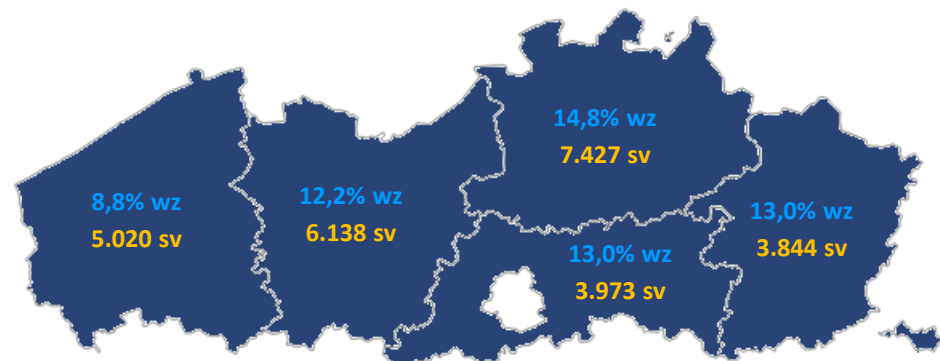 8,8% wz
5.020 sv
12,2% wz
6.138 sv
14,8% wz
7.427 sv
13,0% wz
3.973 sv
13,0% wz
3.844 sv